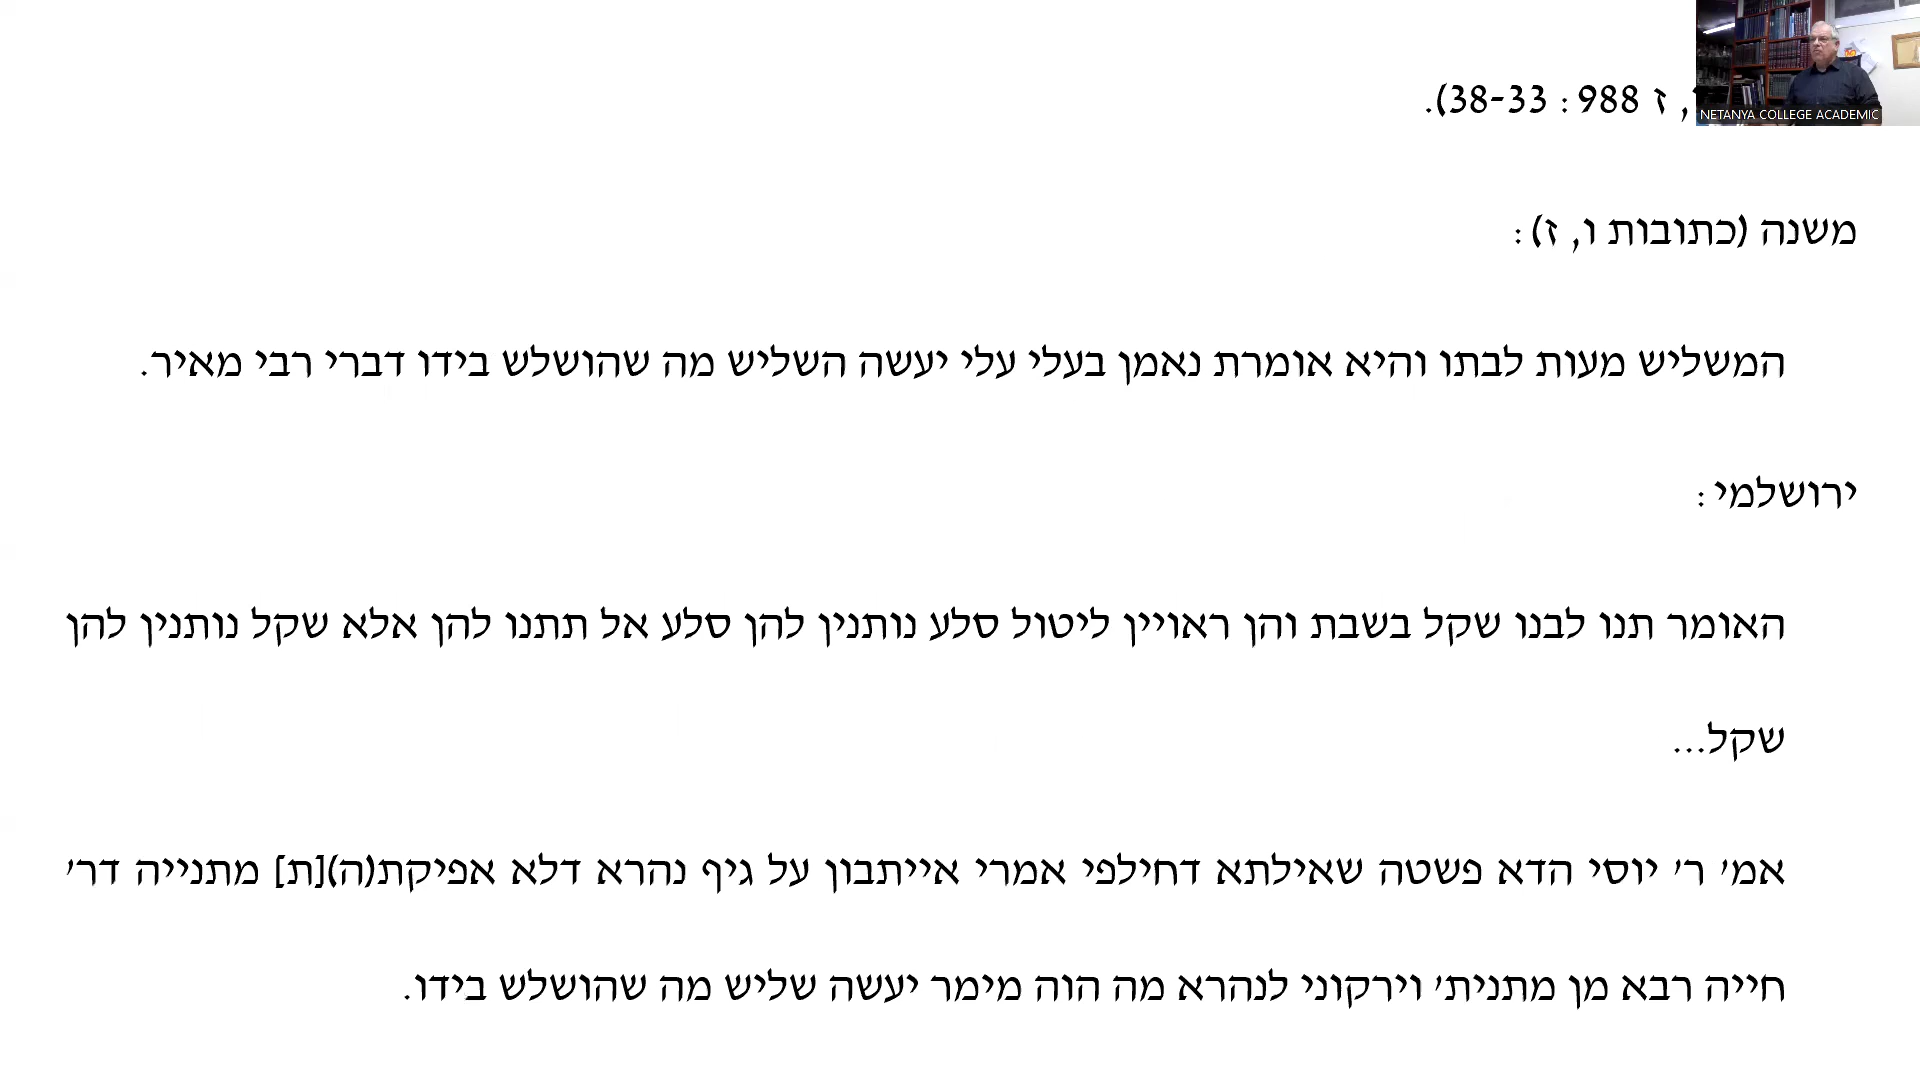 , ז 988 : 33-38).
NETANYA COLLEGE ACADEMIC
משנה (כתובות ו, ז):
המשליש מעות לבתו והיא אומרת נאמן בעלי עלי יעשה השליש מה שהושלש בידו דברי רבי מאיר.
ירושלמי:
האומר תנו לבנו שקל בשבת והן ראויין ליטול סלע נותנין להן סלע אל תתנו להן אלא שקל נותנין להן
שקל...
אמ' ר' יוסי הדא פשטה שאילתא דחילפי אמרי אייתבון על גיף נהרא דלא אפיקת(ה)[ת] מתנייה דר'
חייה רבא מן מתנית' וירקוני לנהרא מה הוה מימר יעשה שליש מה שהושלש בידו.